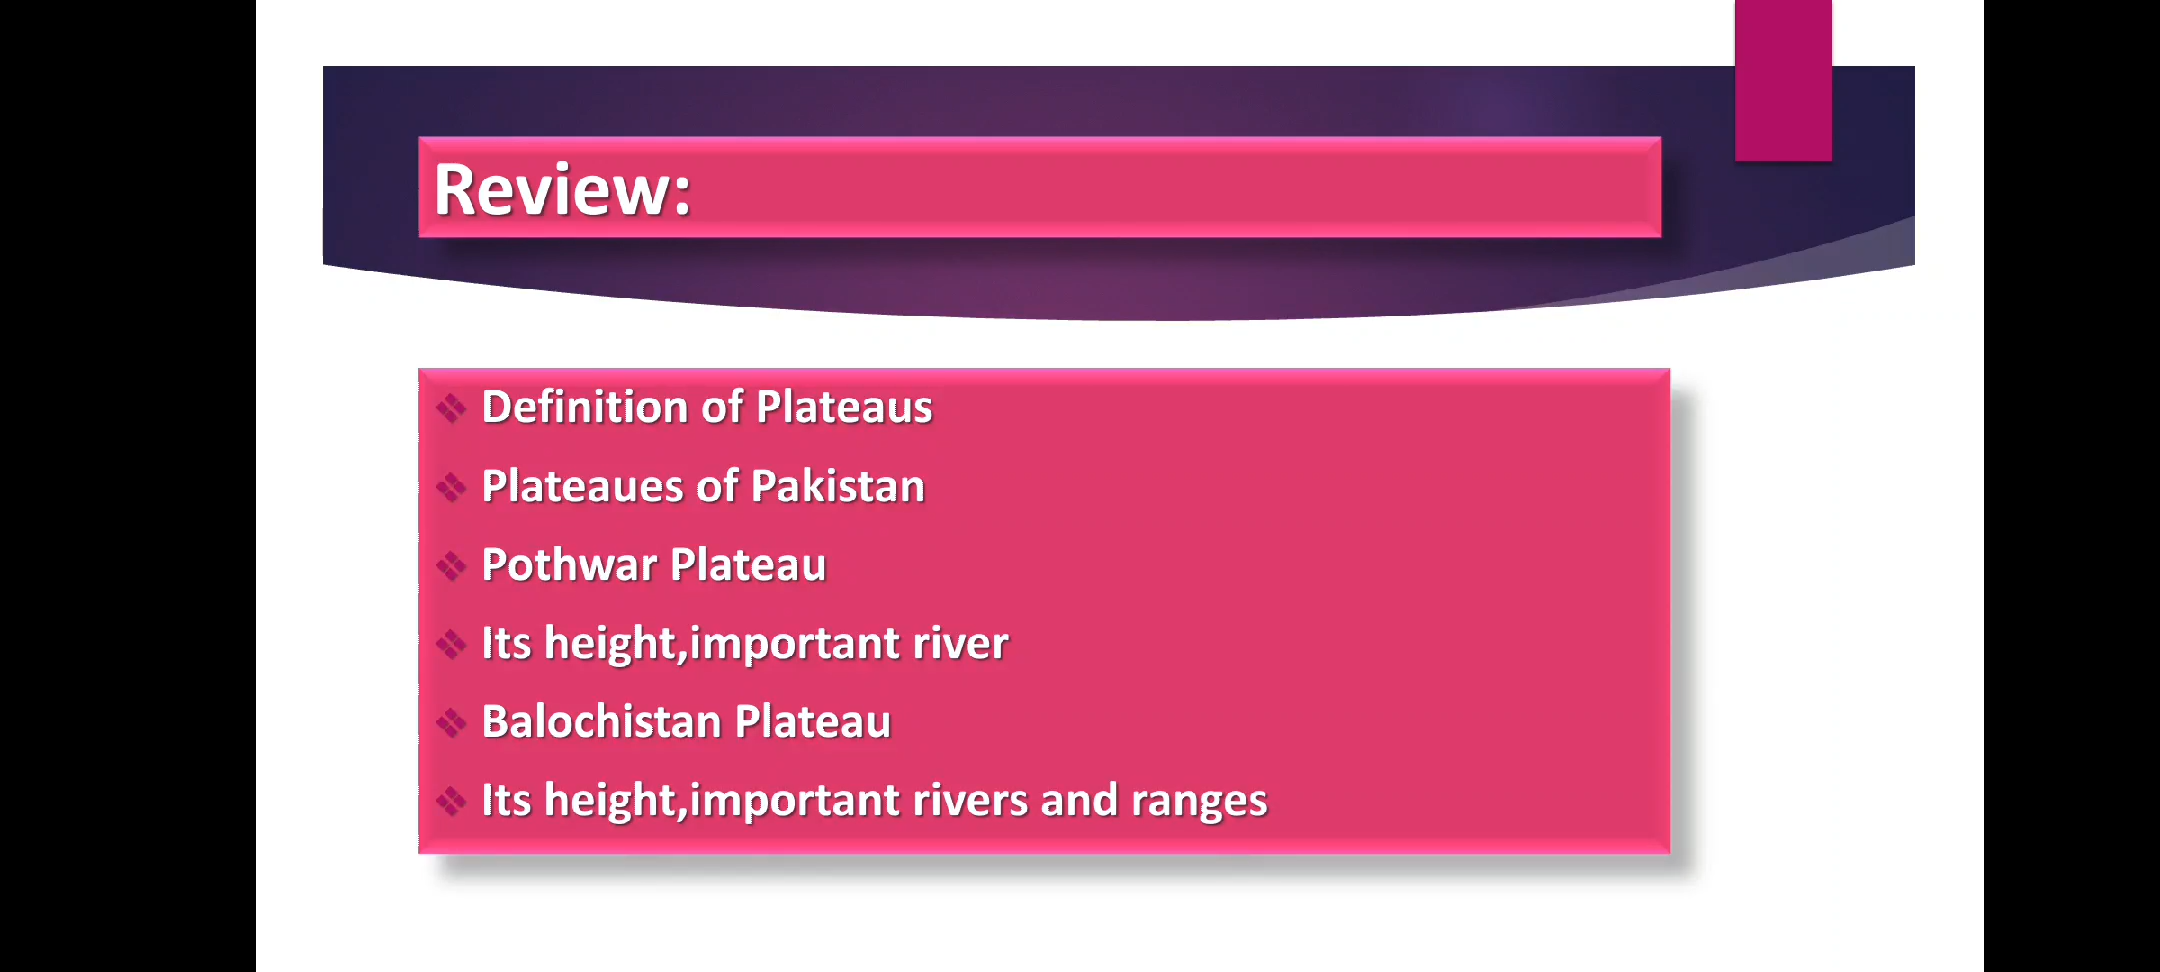 Review:
Definition of Plateaus
Plateaues of Pakistan
Pothwar Plateau
Its height,important river
Balochistan Plateau
Its height,important rivers and ranges